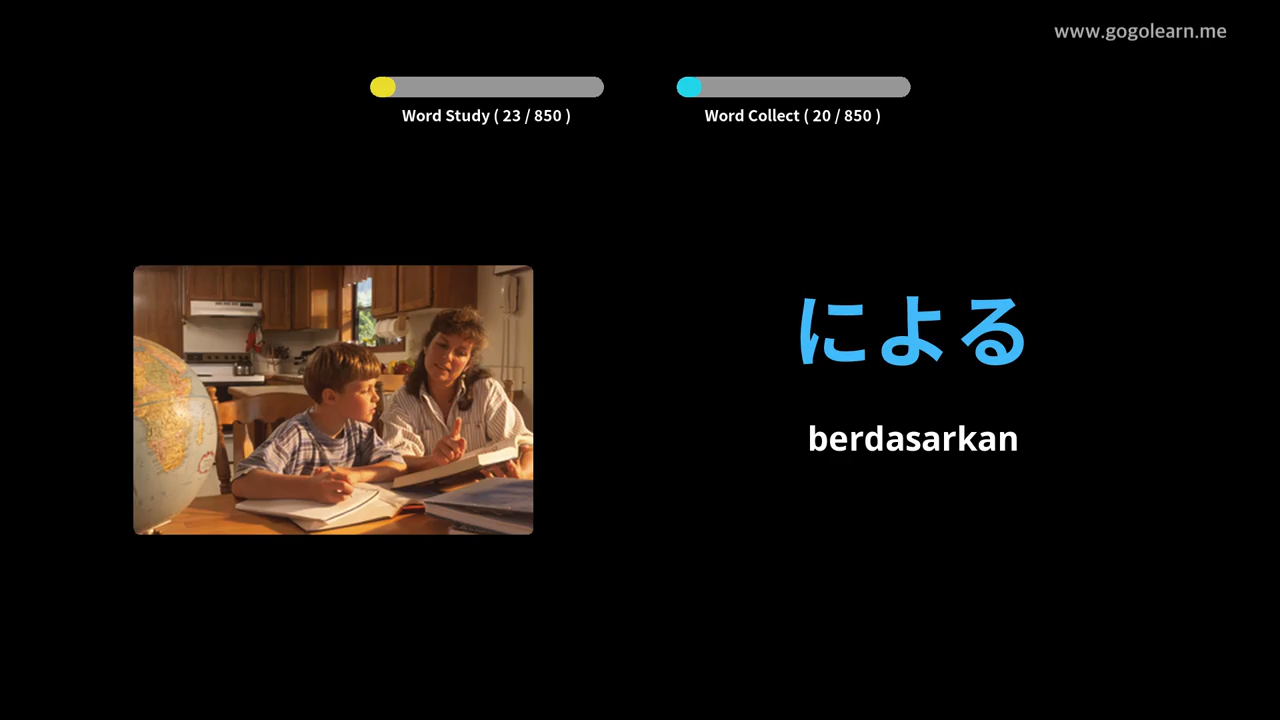 www.gogolearn.me
Word Study ( 23 / 850 )
Word Collect ( 20 / 850 )
による
berdasarkan